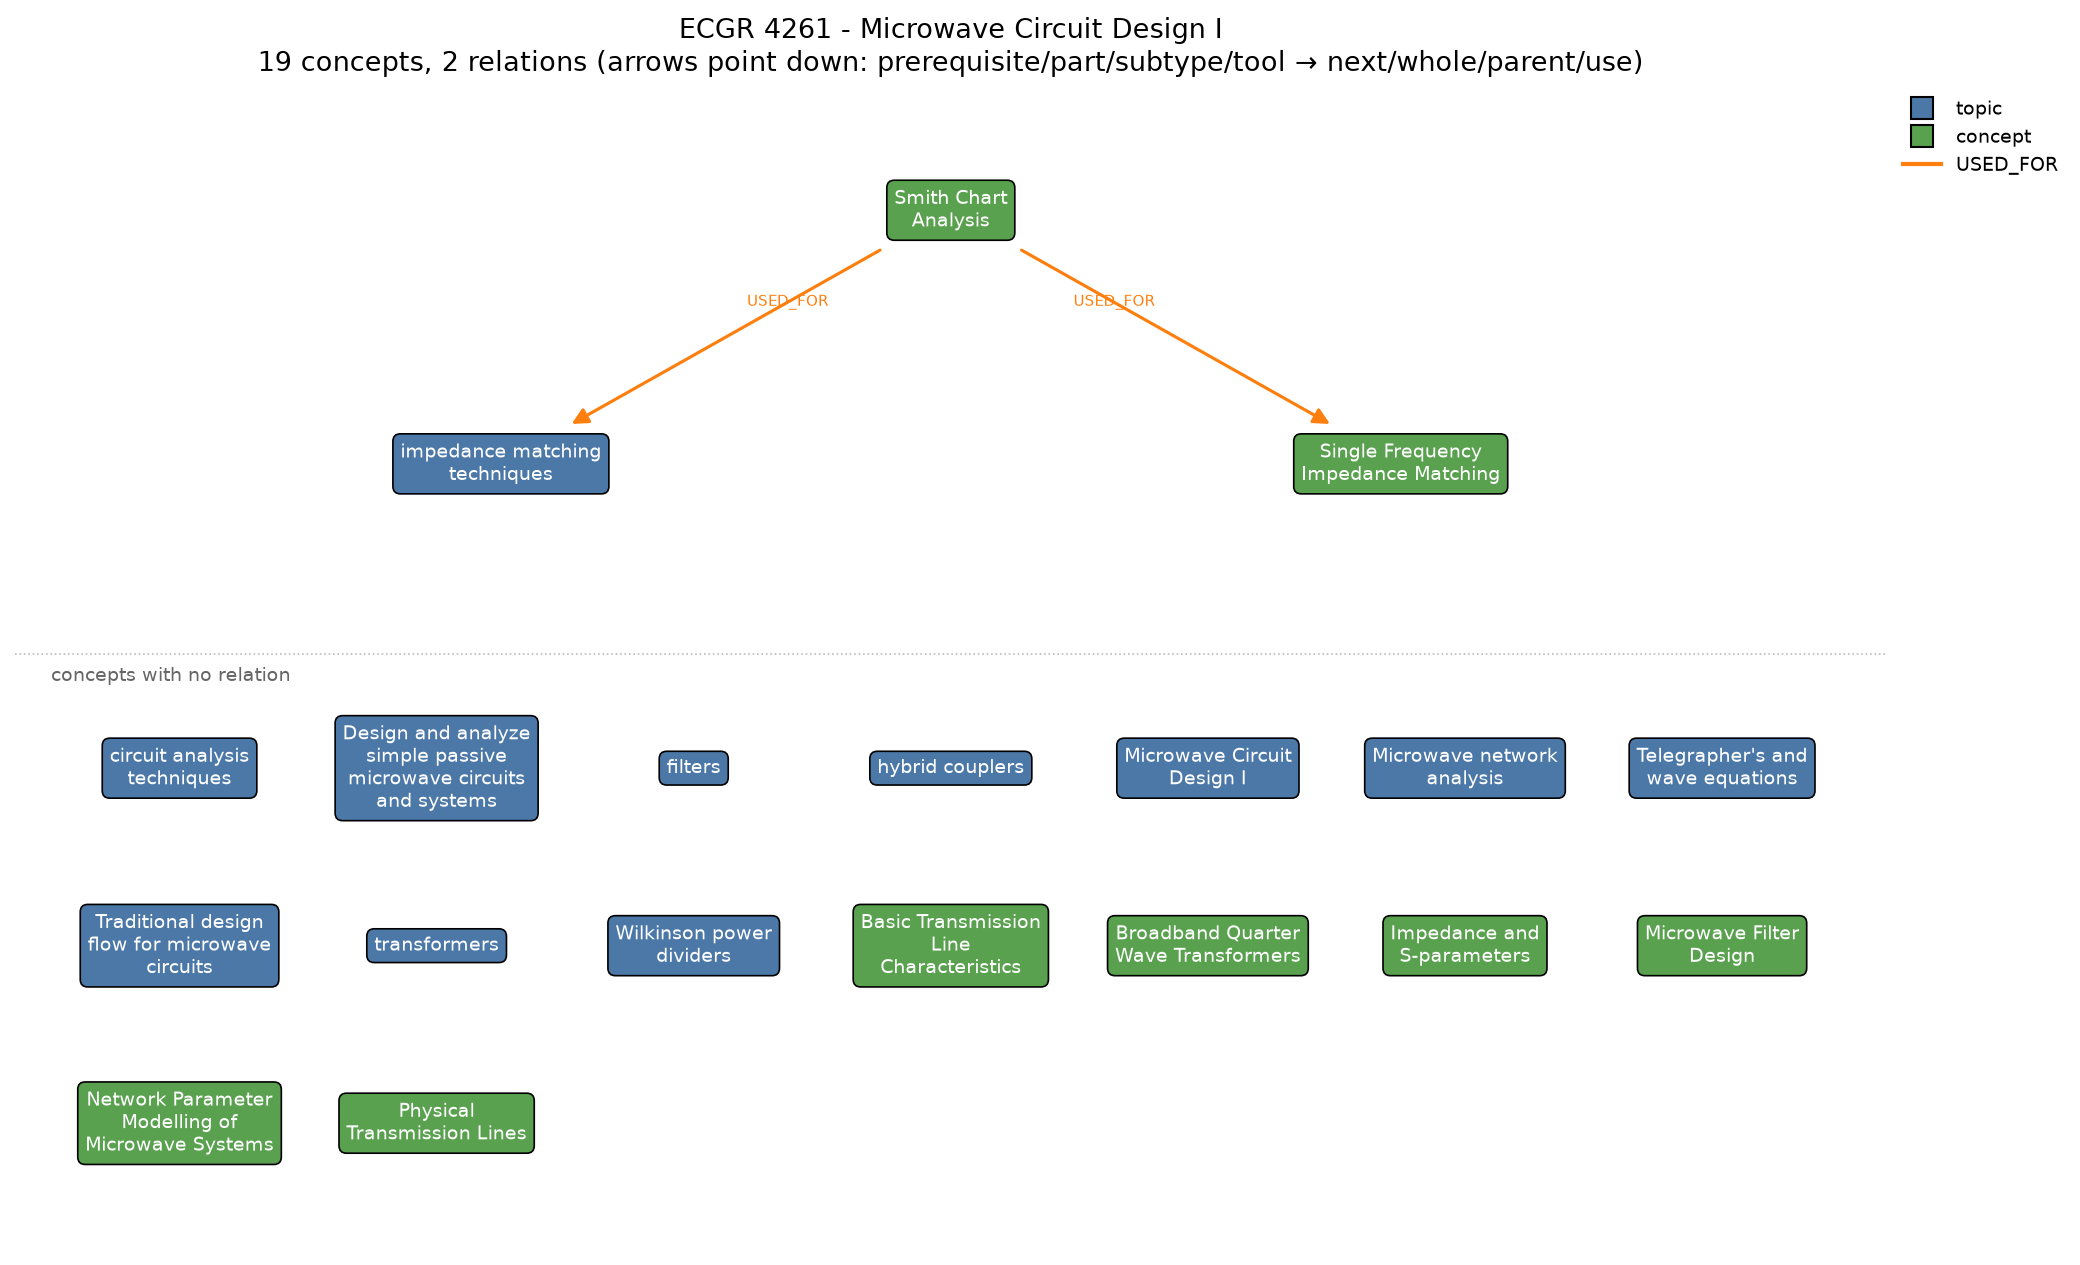 ECGR 4261 - Microwave Circuit Design I
19 concepts, 2 relations (arrows point down: prerequisite/part/subtype/tool → next/whole/parent/use)
topic
concept
USED_FOR
Smith Chart
Analysis
USED_FOR
USED_FOR
impedance matching
techniques
Single Frequency
Impedance Matching
concepts with no relation
circuit analysis
techniques
Design and analyze
simple passive
microwave circuits
and systems
filters
hybrid couplers
Microwave Circuit
Design I
Microwave network
analysis
Telegrapher's and
wave equations
Traditional design
flow for microwave
circuits
transformers
Wilkinson power
dividers
Basic Transmission
Line
Characteristics
Broadband Quarter
Wave Transformers
Impedance and
S-parameters
Microwave Filter
Design
Network Parameter
Modelling of
Microwave Systems
Physical
Transmission Lines